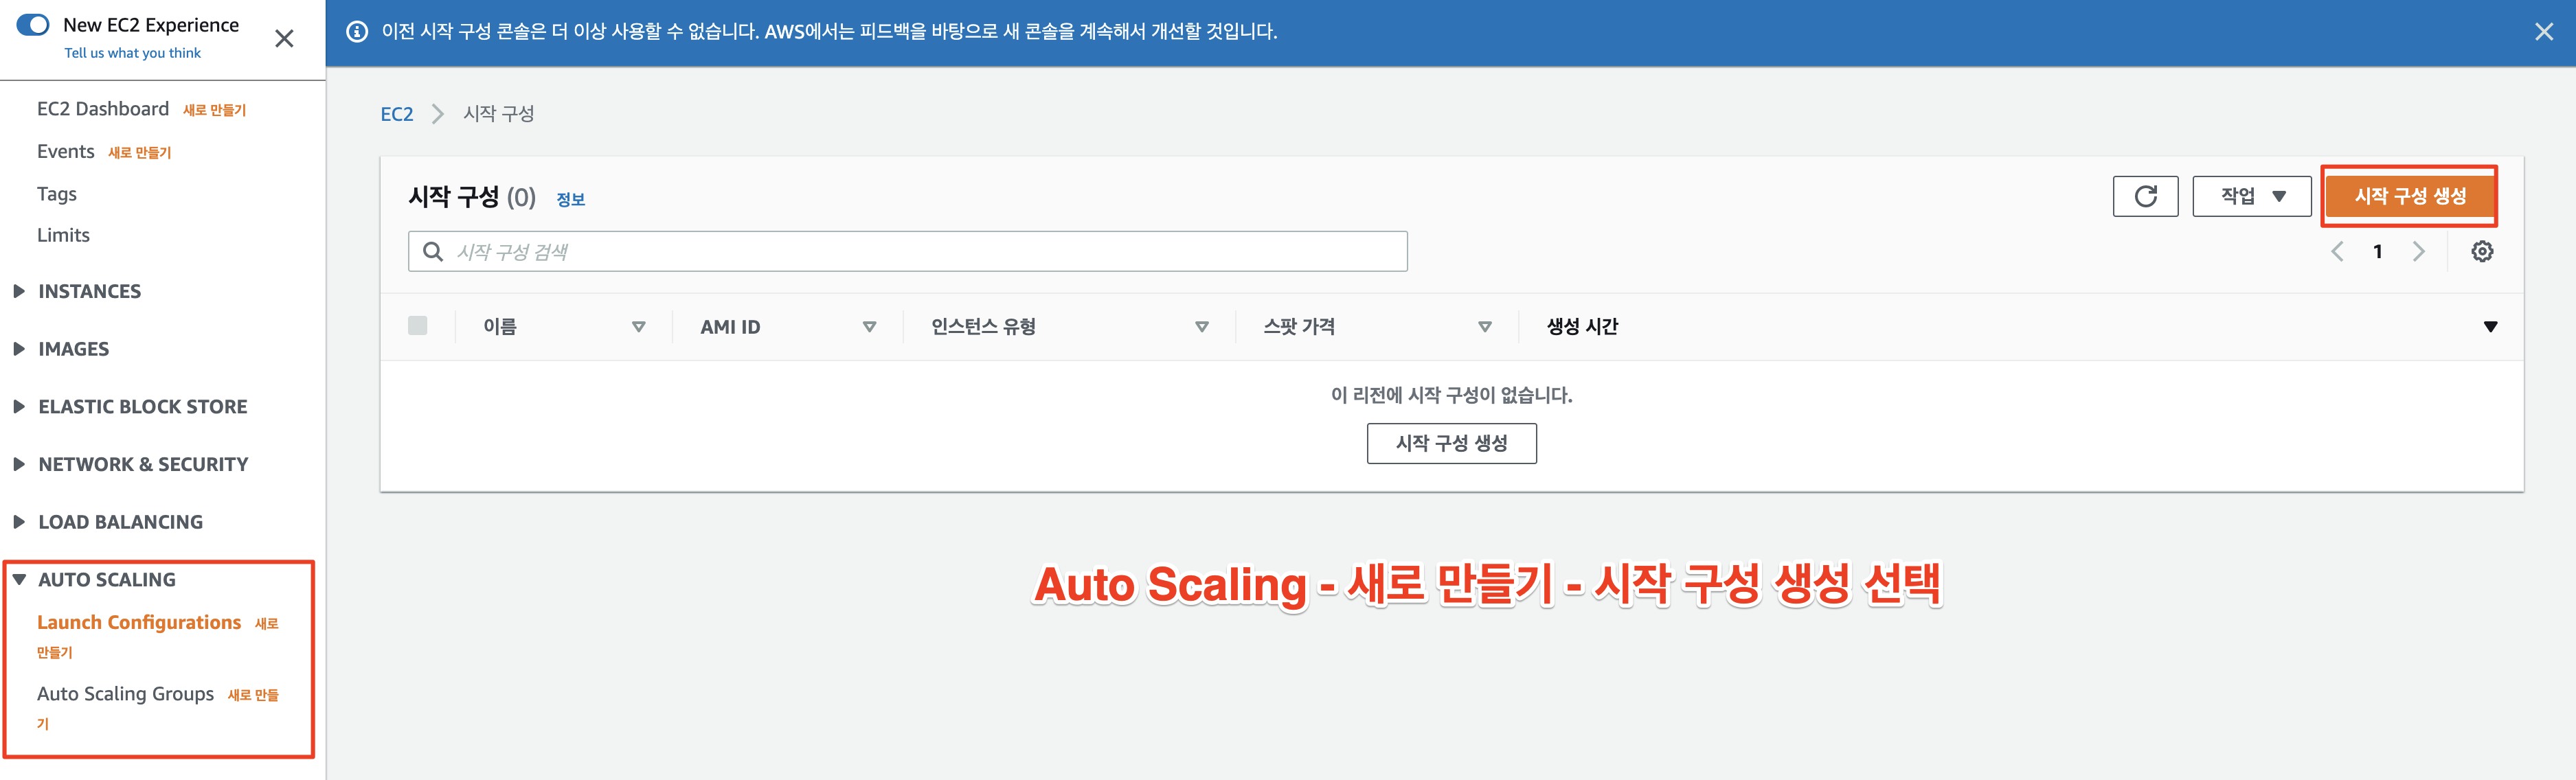 New EC2 Experience
Tell us what you think
이전 시작 구성 콘솔은 더 이상 사용할 수 없습니다. AWS에서는 피드백을 바탕으로 새 콘솔을 계속해서 개선할 것입니다.
EC2 Dashboard 새로 만들기
Events 새로 만들기
Tags
Limits
INSTANCES
IMAGES
ELASTIC BLOCK STORE
NETWORK & SECURITY
LOAD BALANCING
AUTO SCALING
Launch Configurations 새로
만들기
Auto Scaling Groups 새로 만들
기
EC2 시작 구성
시작 구성 (0) 정보
작업
시작 구성 생성
시작 구성 검색
1
이름 AMI ID 인스턴스 유형 스팟 가격 생성 시간
이 리전에 시작 구성이 없습니다.
시작 구성 생성
Auto Scaling - 새로 만들기 - 시작 구성 생성 선택